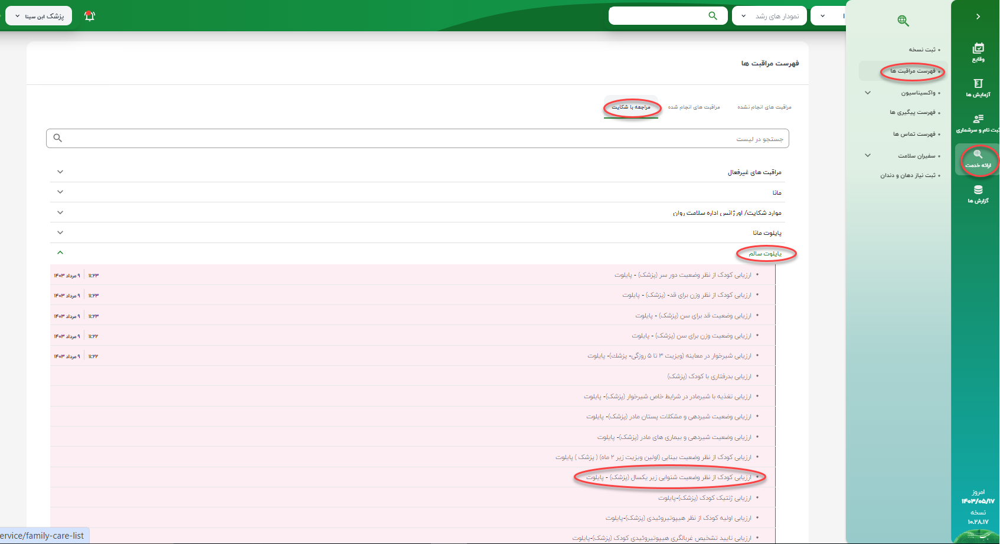 پزشک ابن سینا
نمودار های رشد
وقایع
آزمایش ها
ثبت نام و سرشماری
ارائه خدمت
گزارش ها
امروز
۱۴۰۳/۰۵/۱۷
نسخه
۱۰.۲۸.۱۷
ثبت نسخه
فهرست مراقبت ها
واکسیناسیون
فهرست پیگیری ها
فهرست تماس ها
سفیران سلامت
ثبت نیاز دهان و دندان
فهرست مراقبت ها
مراقبت های انجام نشده
مراقبت های انجام شده
مراجعه با شکایت
جستجو در لیست
مراقبت های غیرفعال
مانا
موارد شکایت/ اورژانس اداره سلامت روان
پایلوت مانا
پایلوت سالم
ارزیابی کودک از نظر وضعیت دور سر (پزشک) - پایلوت ۱۱:۲۳ ۹ مرداد ۱۴۰۳
ارزیابی کودک از نظر وزن برای قد- (پزشک) - پایلوت ۱۱:۲۳ ۹ مرداد ۱۴۰۳
ارزیابی وضعیت قد برای سن (پزشک) - پایلوت ۱۱:۲۳ ۹ مرداد ۱۴۰۳
ارزیابی وضعیت وزن برای سن (پزشک) - پایلوت ۱۱:۲۲ ۹ مرداد ۱۴۰۳
ارزیابی شیرخوار در معاینه (ویزیت ۳ تا ۵ روزگی- پزشک)- پایلوت ۱۱:۲۲ ۹ مرداد ۱۴۰۳
ارزیابی بدرفتاری با کودک (پزشک)
ارزیابی تغذیه با شیرمادر در شرایط خاص شیرخوار (پزشک)- پایلوت
ارزیابی وضعیت شیردهی و مشکلات پستان مادر (پزشک)- پایلوت
ارزیابی وضعیت شیردهی و بیماری های مادر (پزشک)- پایلوت
ارزیابی کودک از نظر وضعیت بینایی (اولین ویزیت زیر ۲ ماه) ( پزشک ) پایلوت
ارزیابی کودک از نظر وضعیت شنوایی زیر یکسال (پزشک) - پایلوت
ارزیابی ژنتیک کودک (پزشک)-پایلوت
ارزیابی اولیه کودک از نظر هیپوتیروئیدی (پزشک)-پایلوت
ارزیابی تایید تشخیص غربالگری هیپوتیروئیدی کودک (پزشک)-پایلوت
ervice/family-care-list